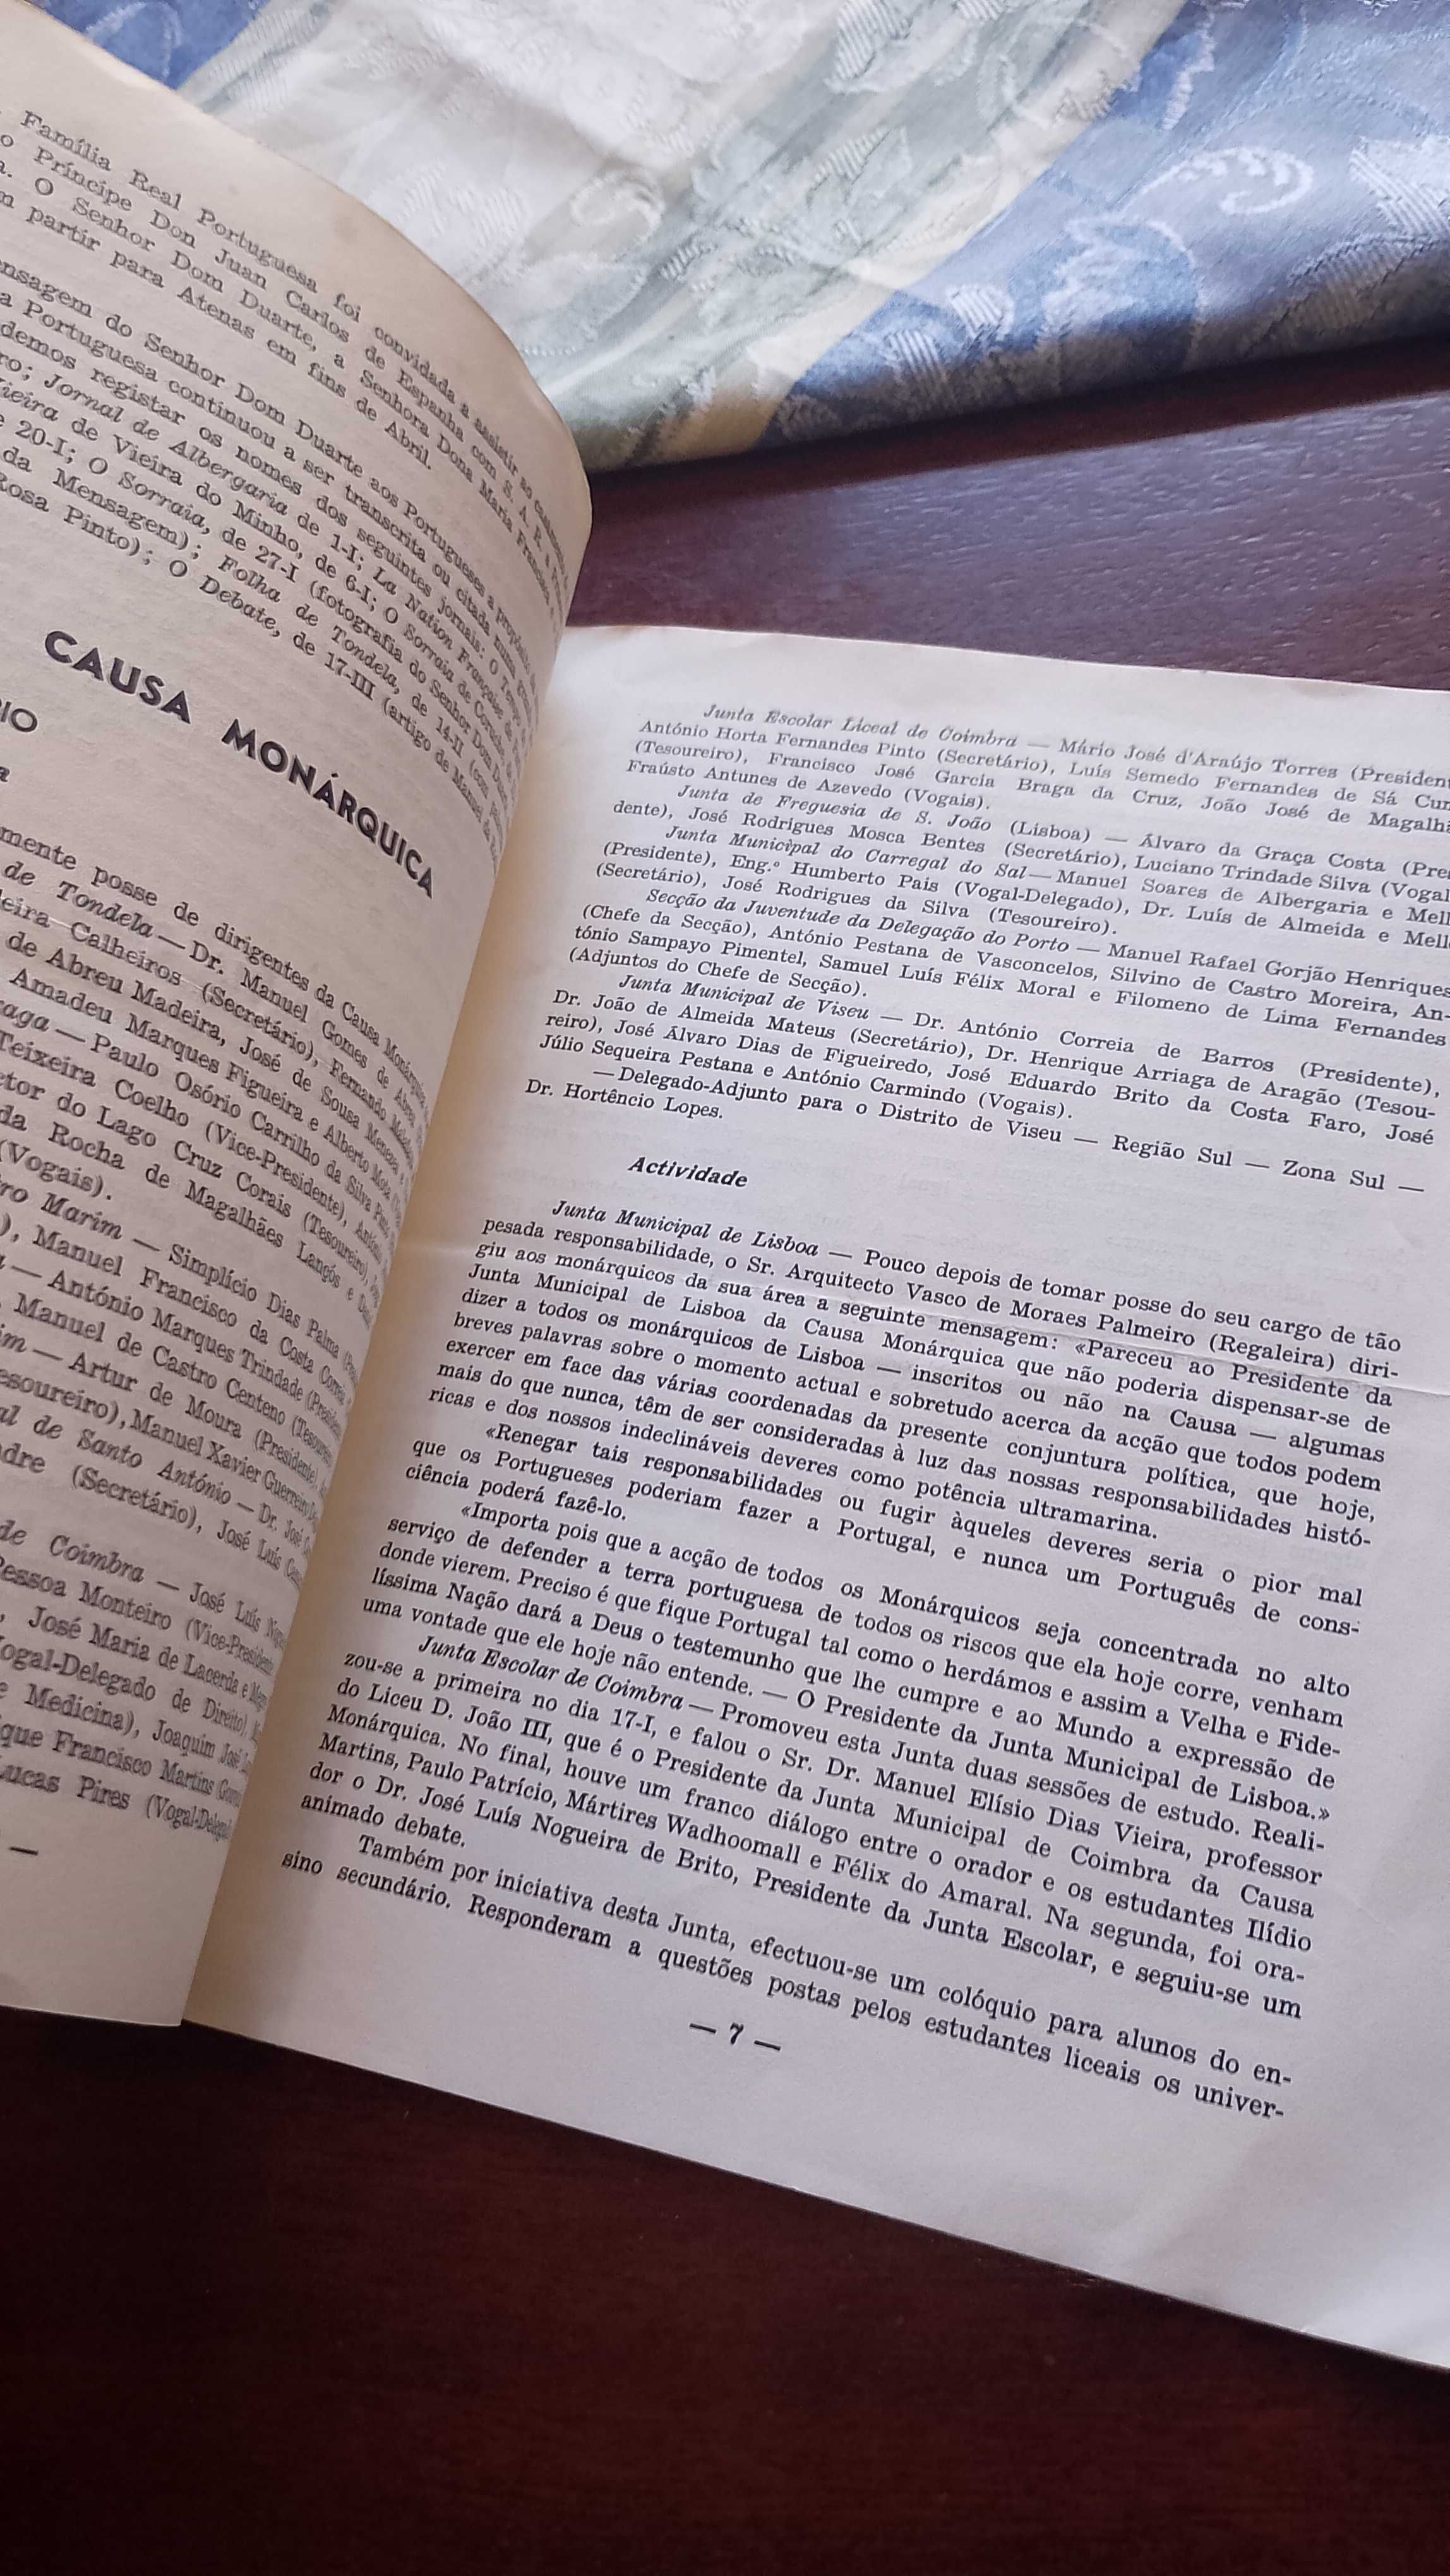 Família Real Portuguesa foi convidada a assistir ao casamento
o Príncipe Don Juan Carlos de Espanha com S. A. R. a
O Senhor Dom Duarte, a Senhora Dona Maria Francisca
partir para Atenas em fins de Abril.
nsagem do Senhor Dom Duarte aos Portugueses a propósito
a Portuguesa continuou a ser transcrita ou citada num
demos registar os nomes dos seguintes jornais: O
ro; Jornal de Albergaria de 1-I; La Nation Française
ieira de Vieira do Minho, de 6-I; O Sorraia de
e 20-I; O Sorraia, de 27-I (fotografia do Senhor Dom
da Mensagem); Folha de Tondela, de 14-II (com
Rosa Pinto); O Debate, de 17-III (artigo de Manuel
CAUSA MONÁRQUICA
RIO
mente posse de dirigentes da Causa Monárquica
de Tondela — Dr. Manuel Gomes de Abreu
eira Calheiros (Secretário), Fernando
de Abreu Madeira, José de Sousa Menezes e
Amadeu Marques Figueira e Alberto Mota
aga — Paulo Osório Carrilho da Silva Pinto
Teixeira Coelho (Vice-Presidente), António
ctor do Lago Cruz Corais (Tesoureiro),
da Rocha de Magalhães Lançós e
(Vogais).
ro Marim — Simplício Dias Palma
), Manuel Francisco da Costa
— António Marques Trindade (Presidente
Manuel de Castro Centeno (Tesoureiro
im — Artur de Moura (Presidente),
esoureiro), Manuel Xavier Guerreiro
al de Santo António — Dr. José
dre (Secretário), José Luís
de Coimbra — José Luís
Pessoa Monteiro (Vice-Presidente
, José Maria de Lacerda e
Vogal-Delegado de Direito),
e Medicina), Joaquim José
que Francisco Martins
Lucas Pires (Vogal-Delegado
—
Junta Escolar Liceal de Coimbra — Mário José d'Araújo Torres (President
António Horta Fernandes Pinto (Secretário), Luís Semedo Fernandes de Sá Cun
(Tesoureiro), Francisco José Garcia Braga da Cruz, João José de Magalhã
Fraústo Antunes de Azevedo (Vogais).
Junta de Freguesia de S. João (Lisboa) — Álvaro da Graça Costa (Pre
dente), José Rodrigues Mosca Bentes (Secretário), Luciano Trindade Silva (Vogal
Junta Municipal do Carregal do Sal — Manuel Soares de Albergaria e Mell
(Presidente), Eng.º Humberto Pais (Vogal-Delegado), Dr. Luís de Almeida e Mell
(Secretário), José Rodrigues da Silva (Tesoureiro).
Secção da Juventude da Delegação do Porto — Manuel Rafael Gorjão Henriques
(Chefe da Secção), António Pestana de Vasconcelos, Silvino de Castro Moreira, An-
tónio Sampayo Pimentel, Samuel Luís Félix Moral e Filomeno de Lima Fernandes
(Adjuntos do Chefe de Secção).
Junta Municipal de Viseu — Dr. António Correia de Barros (Presidente),
Dr. João de Almeida Mateus (Secretário), Dr. Henrique Arriaga de Aragão (Tesou-
reiro), José Álvaro Dias de Figueiredo, José Eduardo Brito da Costa Faro, José
Júlio Sequeira Pestana e António Carmindo (Vogais).
— Delegado-Adjunto para o Distrito de Viseu — Região Sul — Zona Sul —
Dr. Hortêncio Lopes.
Actividade
Junta Municipal de Lisboa — Pouco depois de tomar posse do seu cargo de tão
pesada responsabilidade, o Sr. Arquitecto Vasco de Moraes Palmeiro (Regaleira) diri-
giu aos monárquicos da sua área a seguinte mensagem: «Pareceu ao Presidente da
Junta Municipal de Lisboa da Causa Monárquica que não poderia dispensar-se de
dizer a todos os monárquicos de Lisboa — inscritos ou não na Causa — algumas
breves palavras sobre o momento actual e sobretudo acerca da acção que todos podem
exercer em face das várias coordenadas da presente conjuntura política, que hoje,
mais do que nunca, têm de ser consideradas à luz das nossas responsabilidades histó-
ricas e dos nossos indeclináveis deveres como potência ultramarina.
«Renegar tais responsabilidades ou fugir àqueles deveres seria o pior mal
que os Portugueses poderiam fazer a Portugal, e nunca um Português de cons-
ciência poderá fazê-lo.
«Importa pois que a acção de todos os Monárquicos seja concentrada no alto
serviço de defender a terra portuguesa de todos os riscos que ela hoje corre, venham
donde vierem. Preciso é que fique Portugal tal como o herdámos e assim a Velha e Fide-
líssima Nação dará a Deus o testemunho que lhe cumpre e ao Mundo a expressão de
uma vontade que ele hoje não entende. — O Presidente da Junta Municipal de Lisboa.»
Junta Escolar de Coimbra — Promoveu esta Junta duas sessões de estudo. Reali-
zou-se a primeira no dia 17-I, e falou o Sr. Dr. Manuel Elísio Dias Vieira, professor
do Liceu D. João III, que é o Presidente da Junta Municipal de Coimbra da Causa
Monárquica. No final, houve um franco diálogo entre o orador e os estudantes Ilídio
Martins, Paulo Patrício, Mártires Wadhoomall e Félix do Amaral. Na segunda, foi ora-
dor o Dr. José Luís Nogueira de Brito, Presidente da Junta Escolar, e seguiu-se um
animado debate.
Também por iniciativa desta Junta, efectuou-se um colóquio para alunos do en-
sino secundário. Responderam a questões postas pelos estudantes liceais os univer-
— 7 —